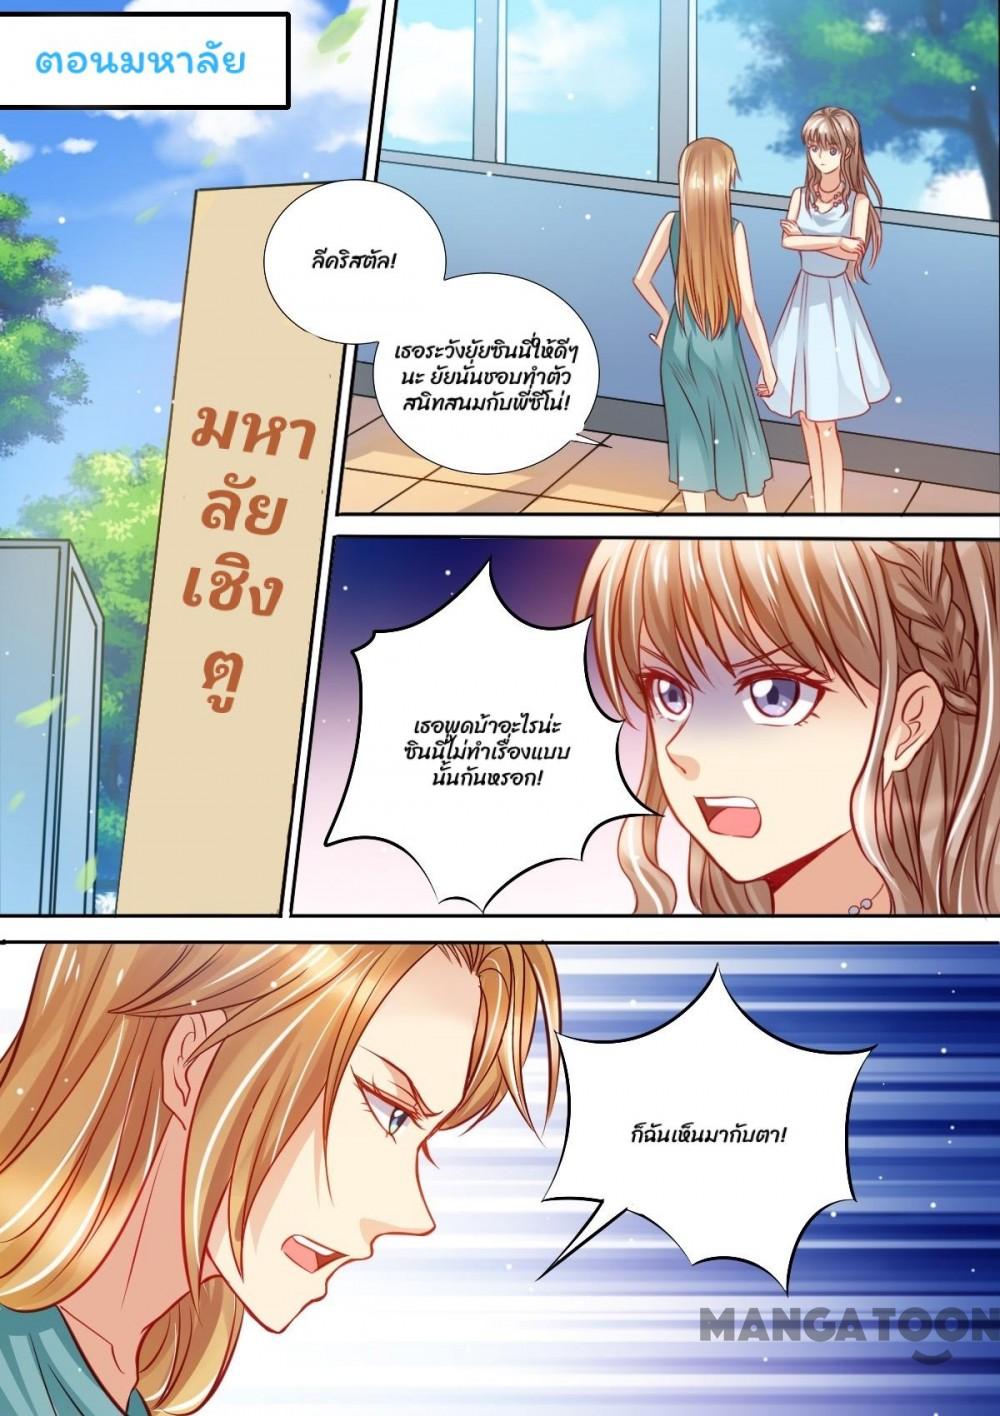 ตอนมหาลัย
ลีคริสตัล!
เธอระวังยัยซินนี่ให้ดีๆ
นะ ยัยนั่นชอบทำตัว
สนิทสนมกับพี่ซีโน่!
มหา
ลัย
เชิง
ตู
เธอพูดบ้าอะไรน่ะ
ซินนี่ไม่ทำเรื่องแบบ
นั้นกันหรอก!
ก็ฉันเห็นมากับตา!
MANGATOON